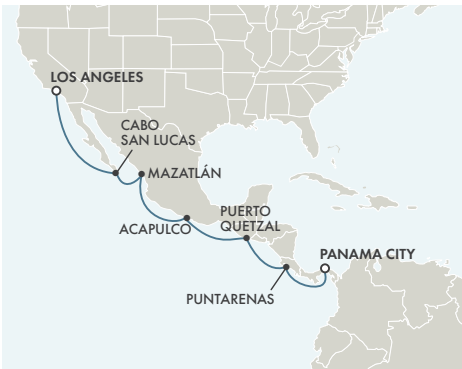 LOS ANGELES
CABO
SAN LUCAS
MAZATLÁN
ACAPULCO
PUERTO
QUETZAL
PANAMA CITY
PUNTARENAS